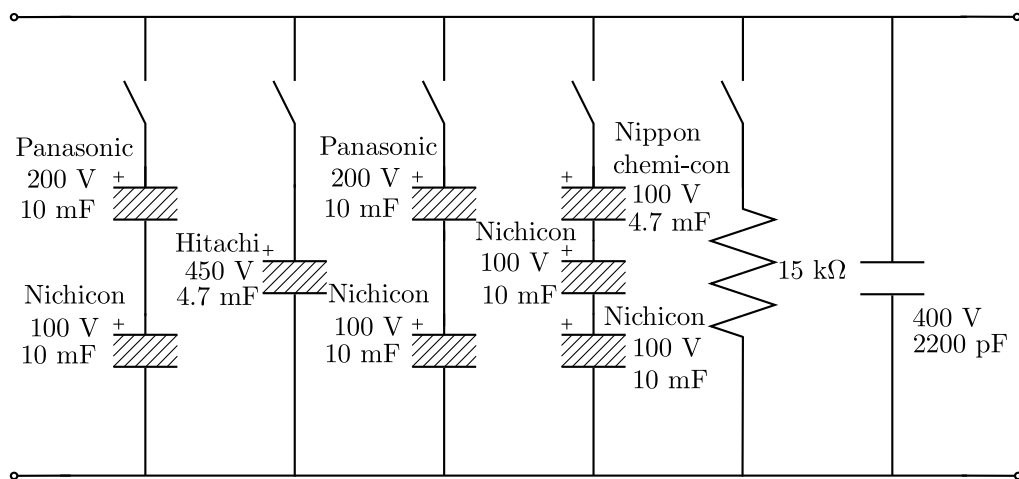 Panasonic
200 V
10 mF
+
Nichicon
100 V
10 mF
+
Hitachi
450 V
4.7 mF
+
Panasonic
200 V
10 mF
+
Nichicon
100 V
10 mF
+
Nippon
chemi-con
100 V
4.7 mF
+
Nichicon
100 V
10 mF
+
Nichicon
100 V
10 mF
+
15 kΩ
400 V
2200 pF